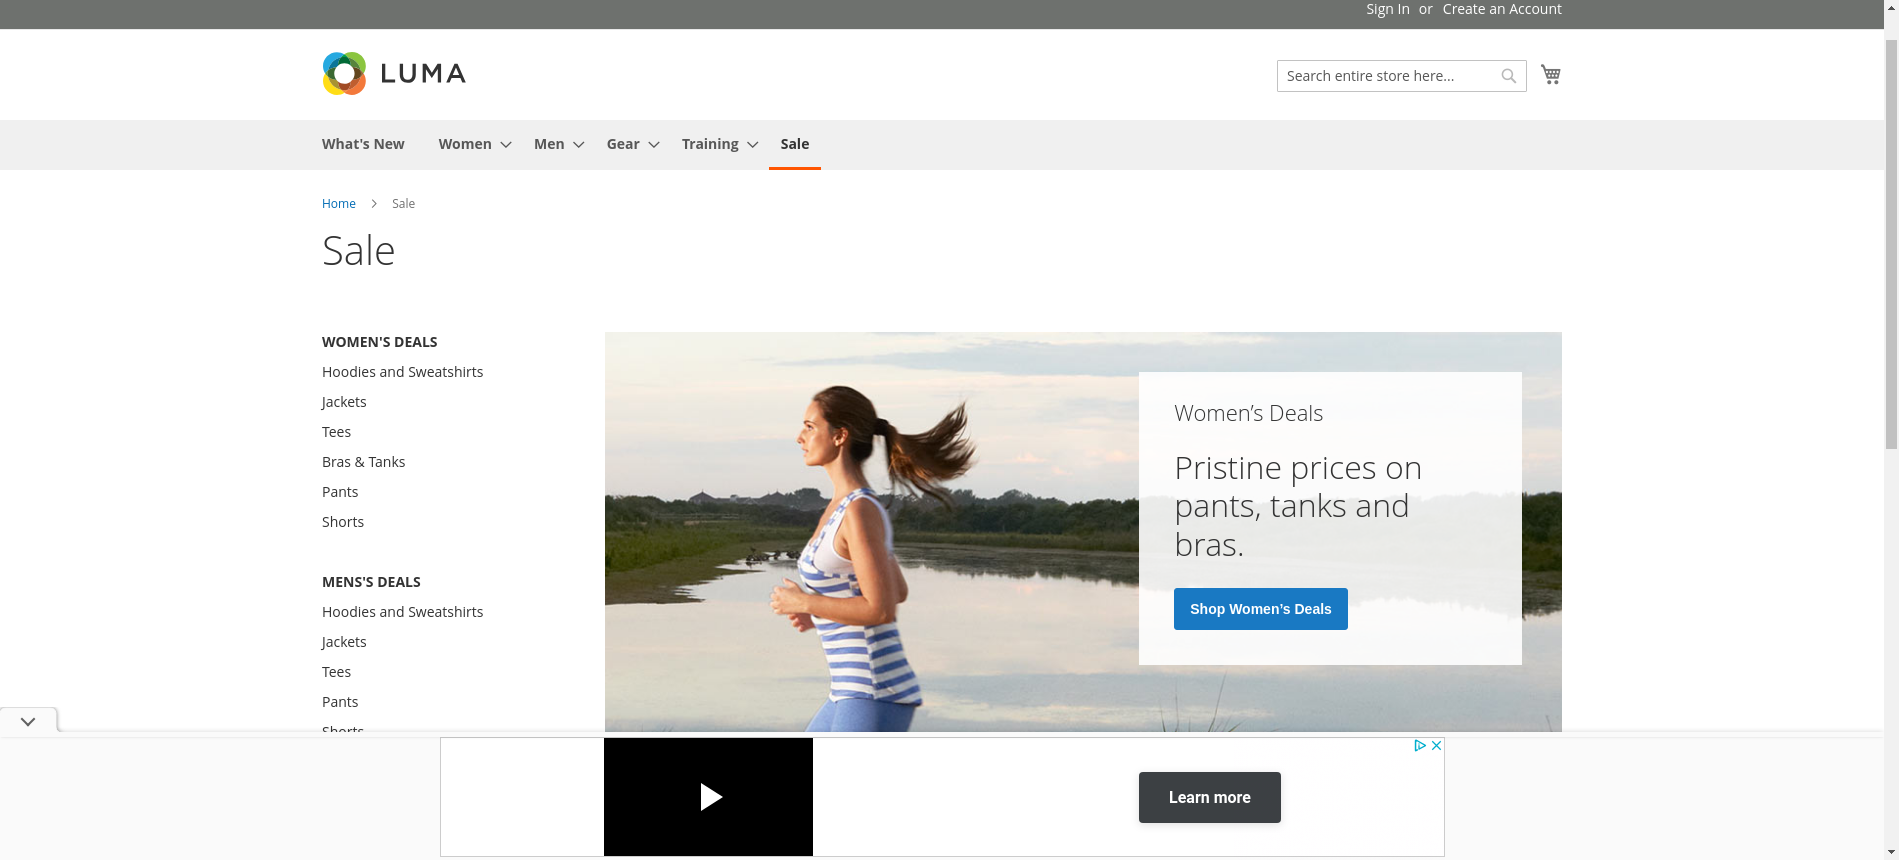 Sign In or Create an Account
LUMA
Search entire store here...
What's New Women Men Gear Training Sale
Home Sale
Sale
WOMEN'S DEALS
Hoodies and Sweatshirts
Jackets
Tees
Bras & Tanks
Pants
Shorts
MENS'S DEALS
Hoodies and Sweatshirts
Jackets
Tees
Pants
Shorts
Women’s Deals
Pristine prices on
pants, tanks and
bras.
Shop Women’s Deals
Learn more